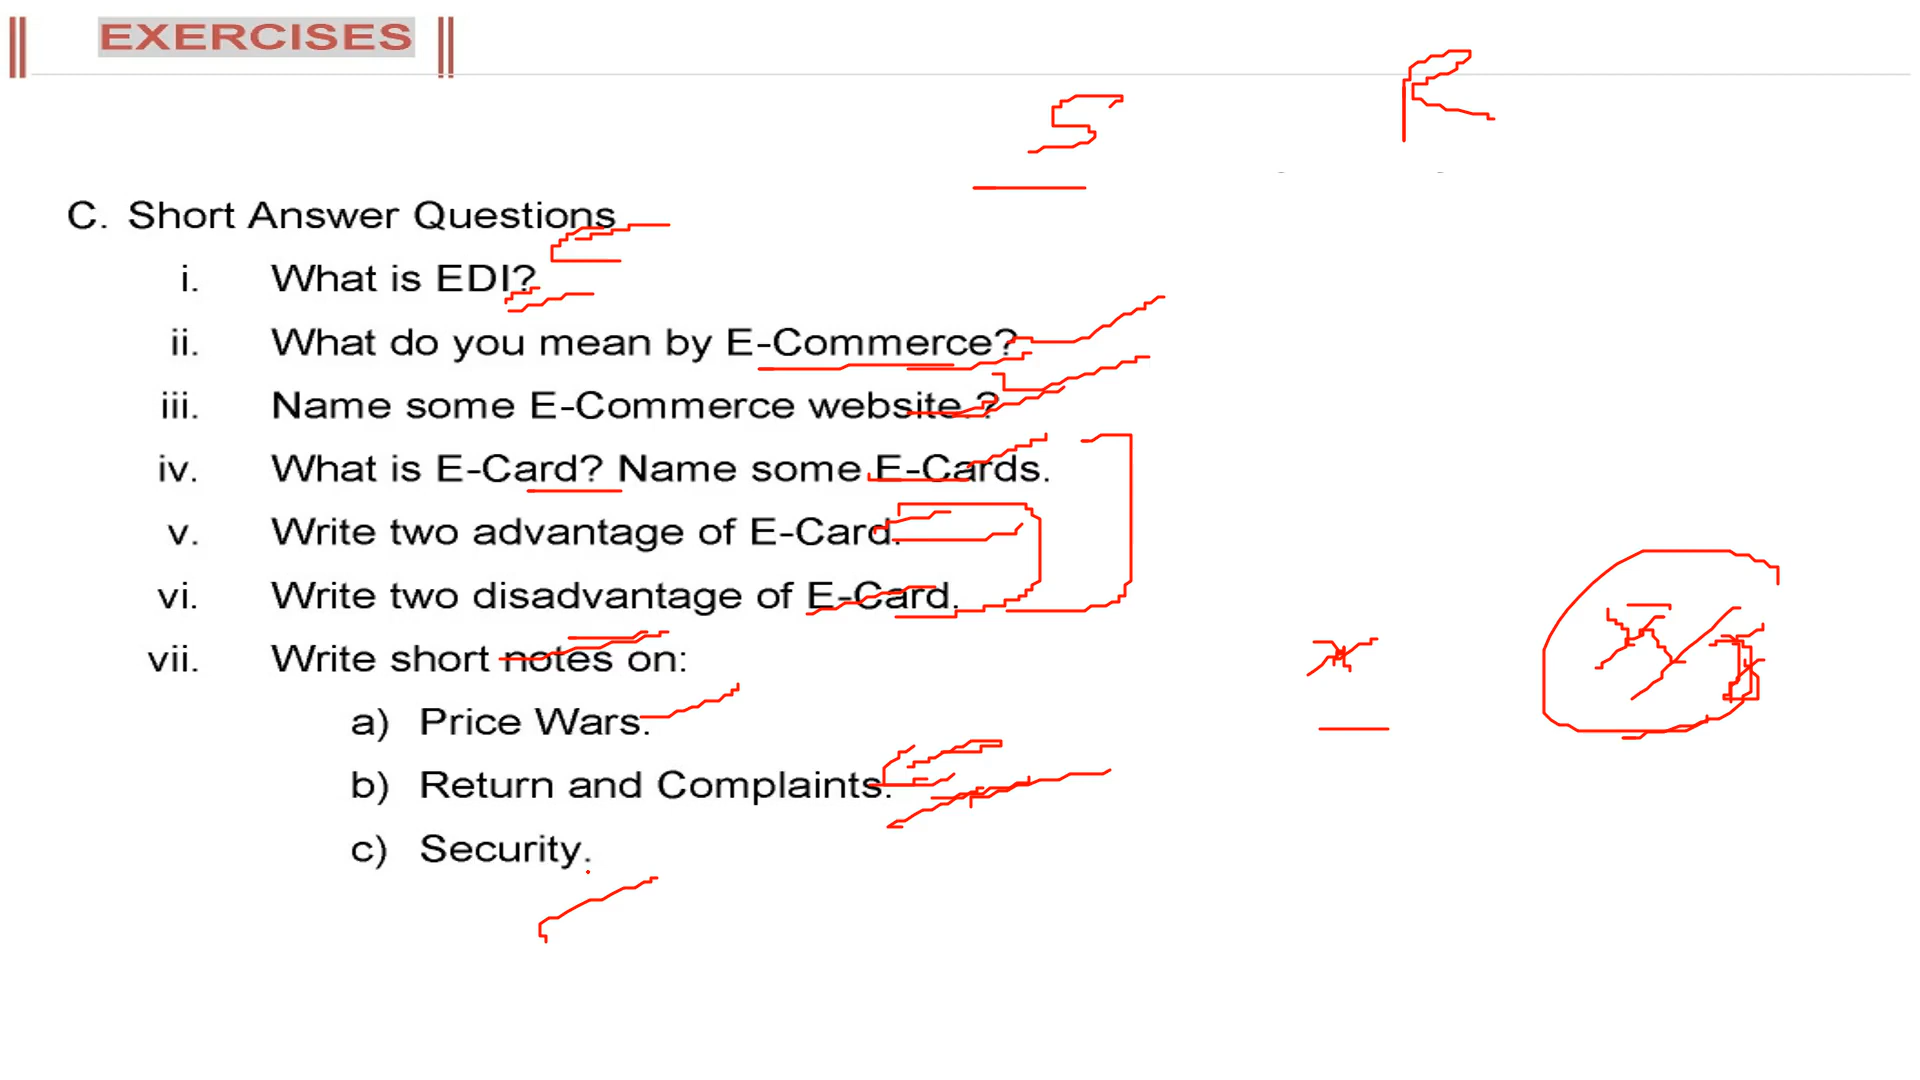 EXERCISES
S R
C. Short Answer Questions
i. What is EDI?
ii. What do you mean by E-Commerce?
iii. Name some E-Commerce website.?
iv. What is E-Card? Name some E-Cards.
v. Write two advantage of E-Card.
vi. Write two disadvantage of E-Card.
vii. Write short notes on:
a) Price Wars.
b) Return and Complaints.
c) Security.